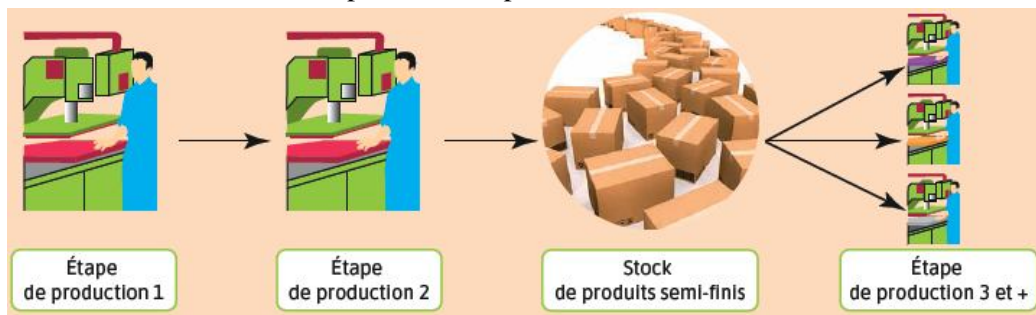 Étape
de production 1
Étape
de production 2
Stock
de produits semi-finis
Étape
de production 3 et +